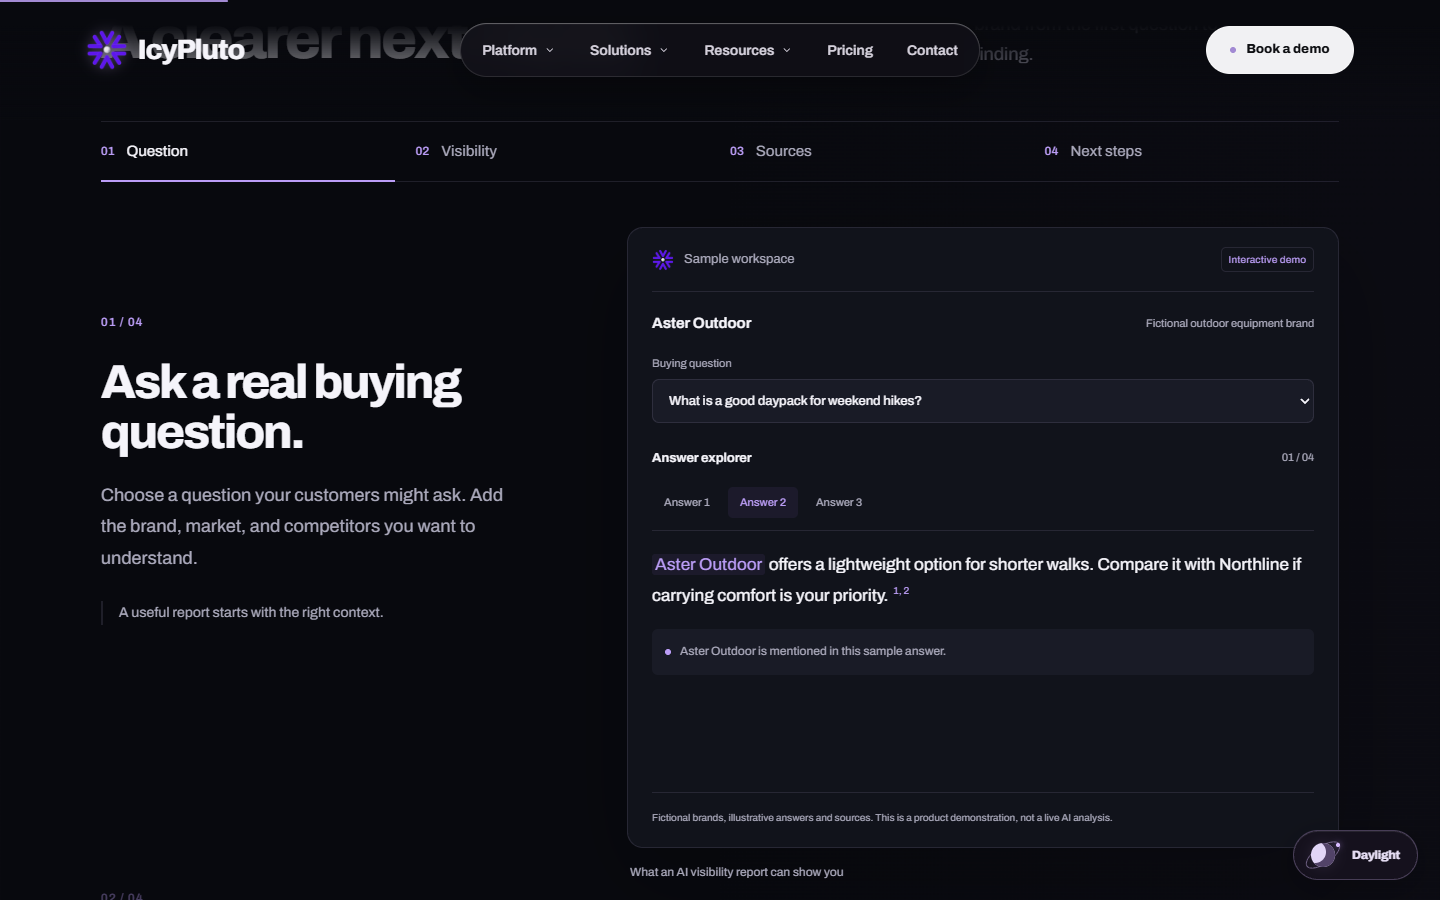 A clearer next
IcyPluto
Platform
Solutions
Resources
Pricing
Contact
Book a demo
inding.
01 Question
02 Visibility
03 Sources
04 Next steps
01 / 04
Ask a real buying
question.
Choose a question your customers might ask. Add
the brand, market, and competitors you want to
understand.
A useful report starts with the right context.
Sample workspace
Interactive demo
Aster Outdoor
Fictional outdoor equipment brand
Buying question
What is a good daypack for weekend hikes?
Answer explorer
01 / 04
Answer 1
Answer 2
Answer 3
Aster Outdoor offers a lightweight option for shorter walks. Compare it with Northline if
carrying comfort is your priority. 1, 2
Aster Outdoor is mentioned in this sample answer.
Fictional brands, illustrative answers and sources. This is a product demonstration, not a live AI analysis.
What an AI visibility report can show you
Daylight
02 / 04